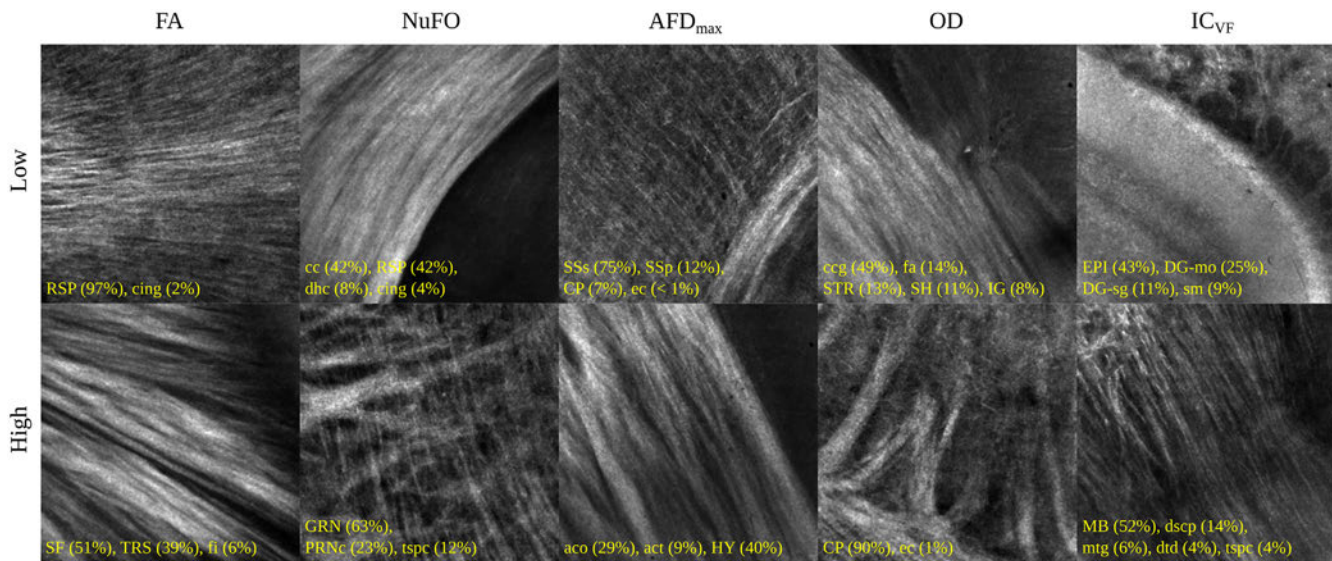 FA NuFO AFDmax OD ICVF
Low
RSP (97%), cing (2%)
cc (42%), RSP (42%),
dhc (8%), cing (4%)
SSs (75%), SSp (12%),
CP (7%), ec (< 1%)
ccg (49%), fa (14%),
STR (13%), SH (11%), IG (8%)
EPI (43%), DG-mo (25%),
DG-sg (11%), sm (9%)
High
SF (51%), TRS (39%), fi (6%)
GRN (63%),
PRNc (23%), tspc (12%)
aco (29%), act (9%), HY (40%)
CP (90%), ec (1%)
MB (52%), dscp (14%),
mtg (6%), dtd (4%), tspc (4%)